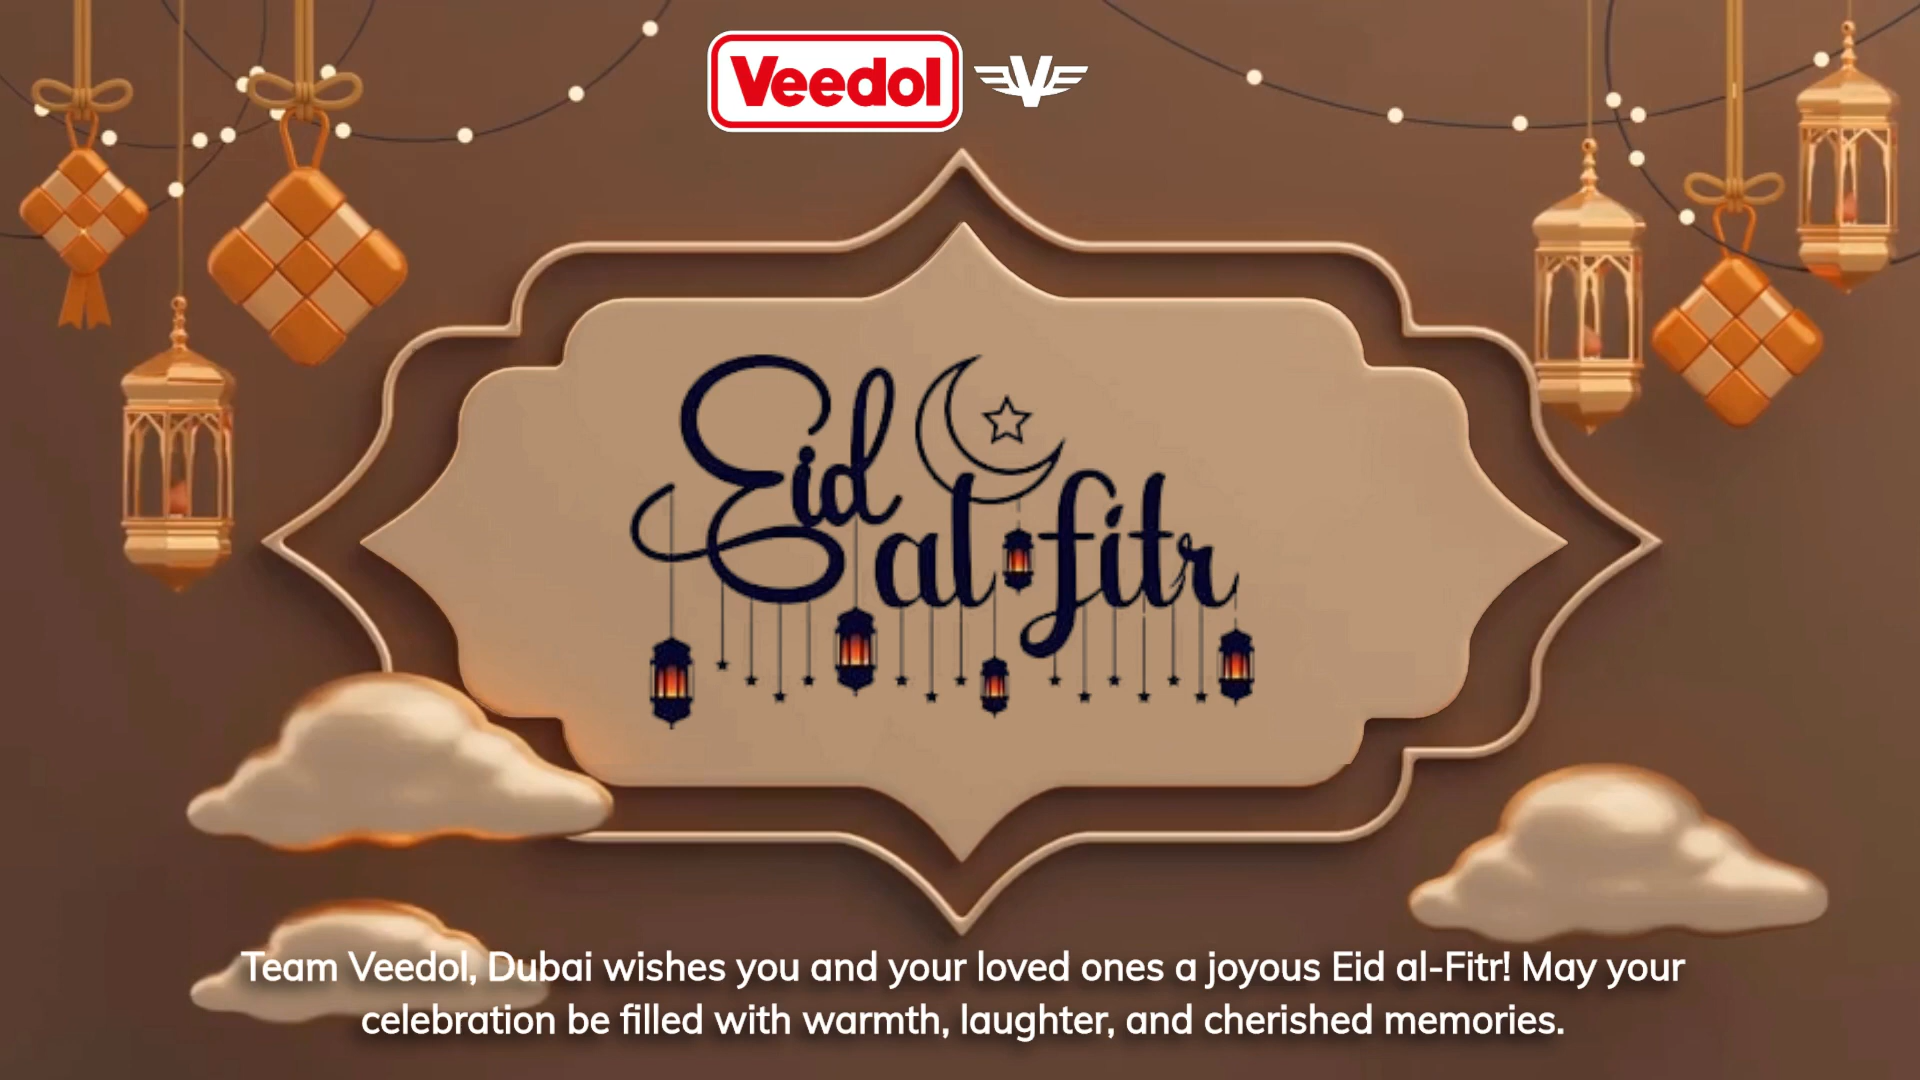 Veedol
Eid
al-fitr
Team Veedol, Dubai wishes you and your loved ones a joyous Eid al-Fitr! May your
celebration be filled with warmth, laughter, and cherished memories.